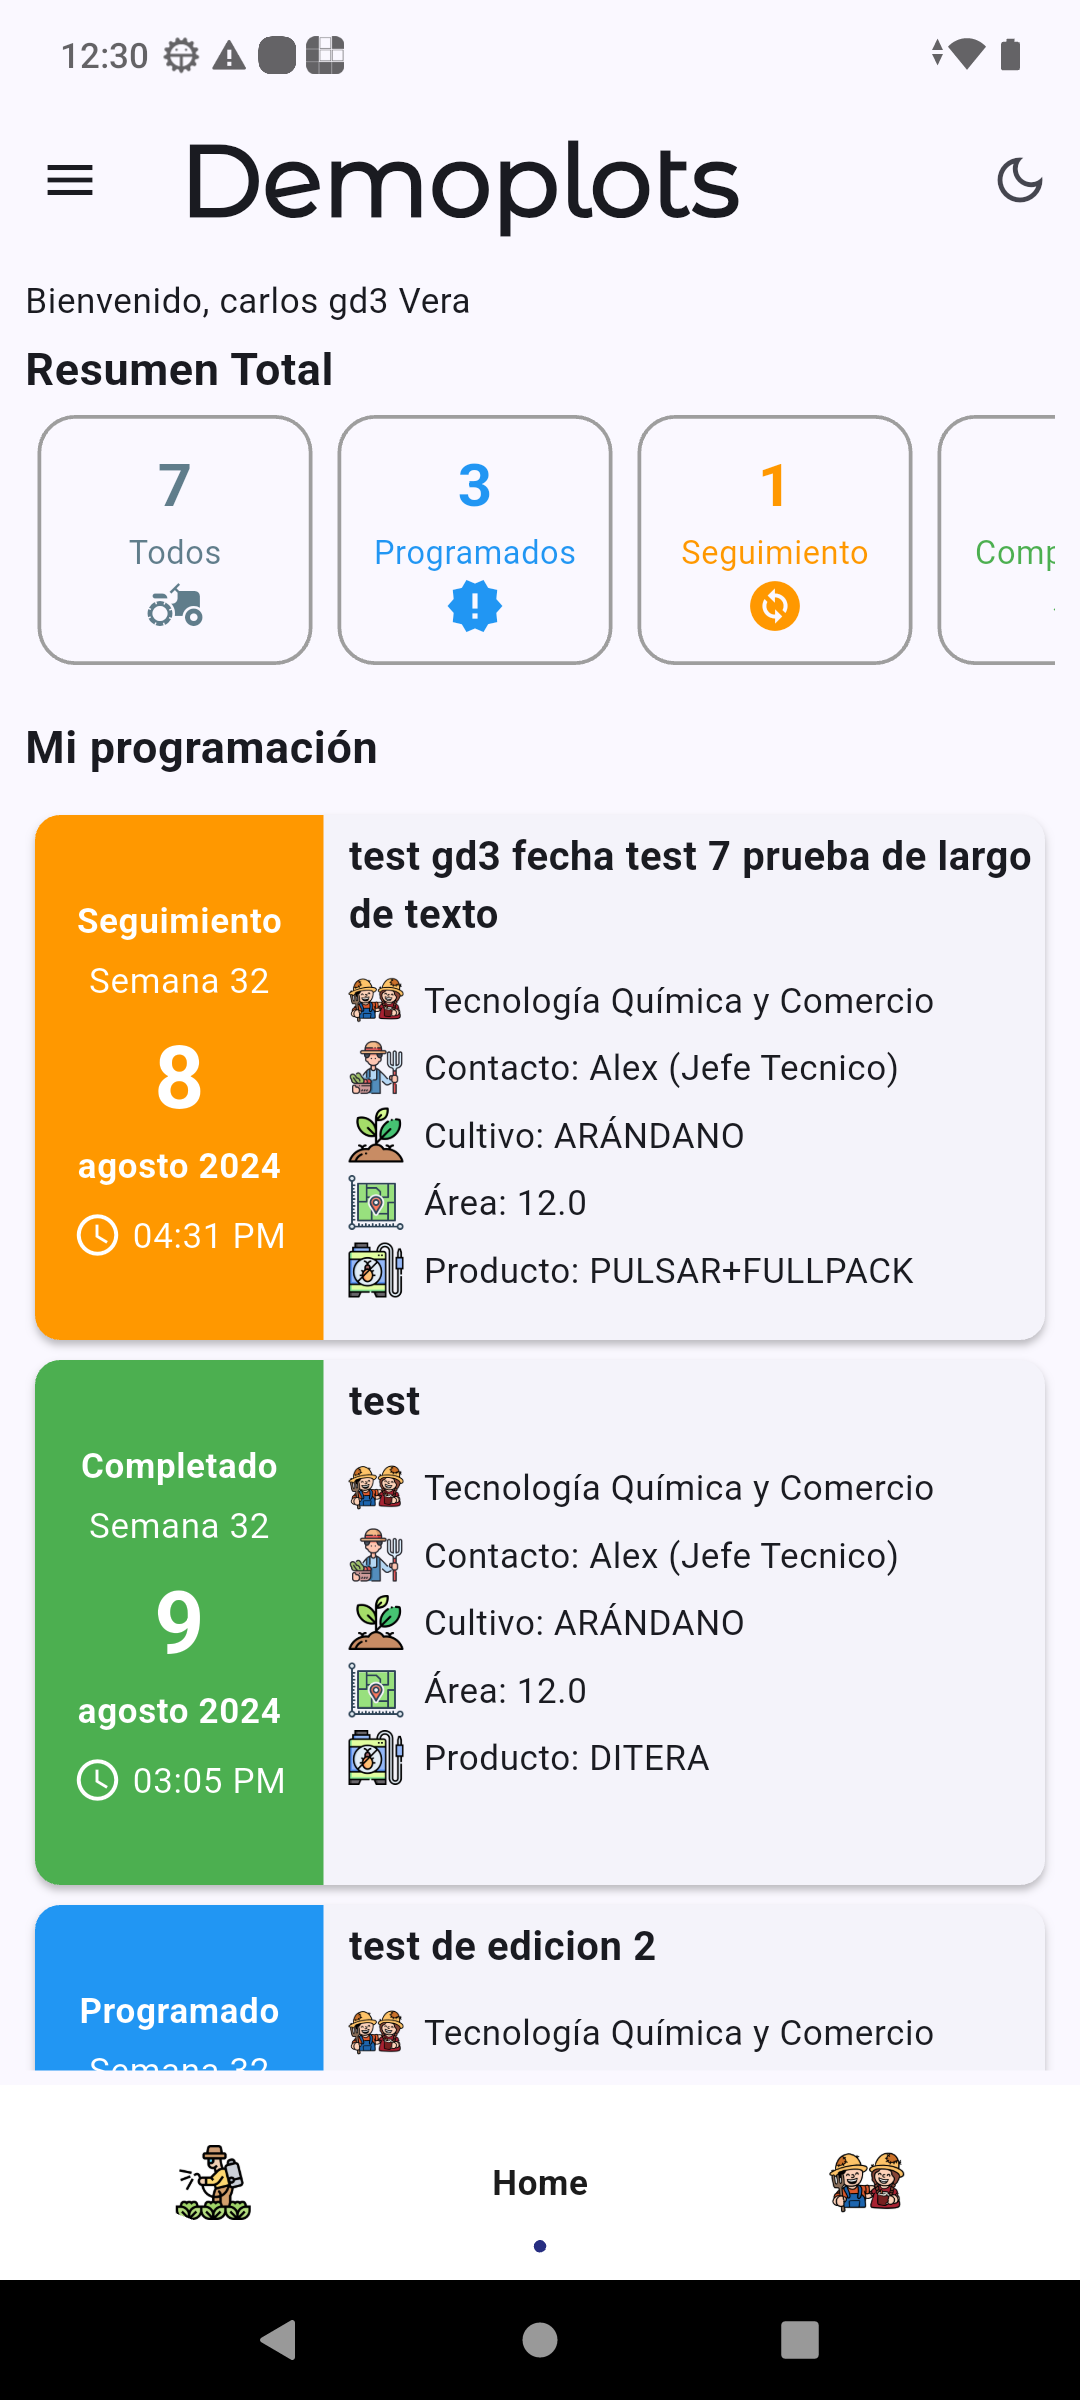 12:30
Demoplots
Bienvenido, carlos gd3 Vera
Resumen Total
7
Todos
3
Programados
1
Seguimiento
Comp
Mi programación
Seguimiento
Semana 32
8
agosto 2024
04:31 PM
test gd3 fecha test 7 prueba de largo
de texto
Tecnología Química y Comercio
Contacto: Alex (Jefe Tecnico)
Cultivo: ARÁNDANO
Área: 12.0
Producto: PULSAR+FULLPACK
Completado
Semana 32
9
agosto 2024
03:05 PM
test
Tecnología Química y Comercio
Contacto: Alex (Jefe Tecnico)
Cultivo: ARÁNDANO
Área: 12.0
Producto: DITERA
Programado
Semana 32
test de edicion 2
Tecnología Química y Comercio
Home